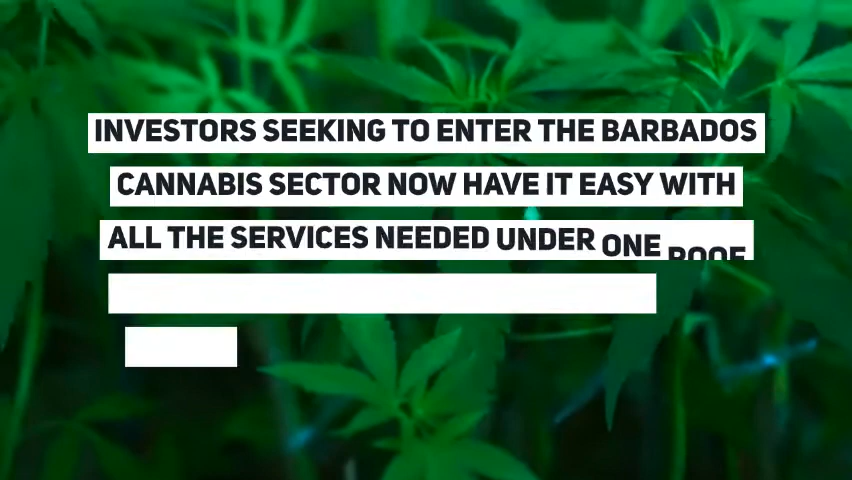 INVESTORS SEEKING TO ENTER THE BARBADOS
CANNABIS SECTOR NOW HAVE IT EASY WITH
ALL THE SERVICES NEEDED UNDER ONE ROOF